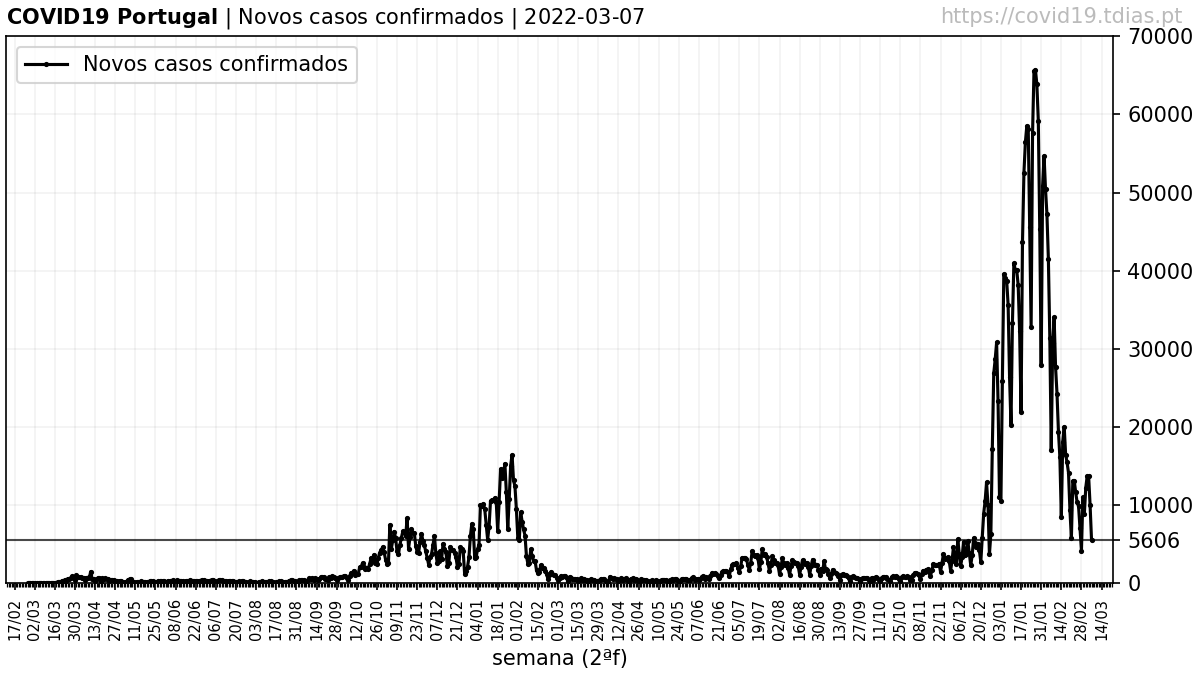 COVID19 Portugal | Novos casos confirmados | 2022-03-07
https://covid19.tdias.pt
Novos casos confirmados
70000
60000
50000
40000
30000
20000
10000
5606
0
17/02 02/03 16/03 30/03 13/04 27/04 11/05 25/05 08/06 22/06 06/07 20/07 03/08 17/08 31/08 14/09 28/09 12/10 26/10 09/11 23/11 07/12 21/12 04/01 18/01 01/02 15/02 01/03 15/03 29/03 12/04 26/04 10/05 24/05 07/06 21/06 05/07 19/07 02/08 16/08 30/08 13/09 27/09 11/10 25/10 08/11 22/11 06/12 20/12 03/01 17/01 31/01 14/02 28/02 14/03
semana (2ªf)